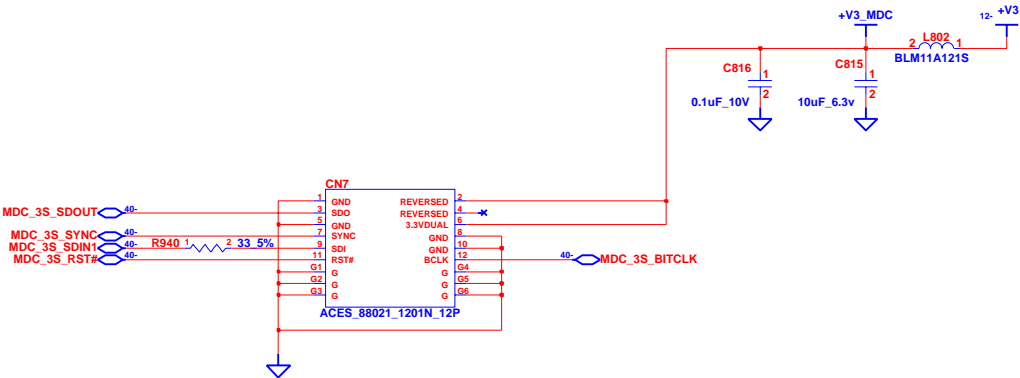 +V3_MDC
12- +V3
2 L802 1
BLM11A121S
C816 1
2
0.1uF_10V
C815 1
2
10uF_6.3v
CN7
1 GND
3 SDO
5 GND
7 SYNC
9 SDI
11 RST#
G1 G
G2 G
G3 G
REVERSED 2
REVERSED 4
3.3VDUAL 6
GND 8
GND 10
BCLK 12
G G4
G G5
G G6
ACES_88021_1201N_12P
MDC_3S_SDOUT 40-
MDC_3S_SYNC 40-
MDC_3S_SDIN1 40-
R940 1 2 33_5%
MDC_3S_RST# 40-
40- MDC_3S_BITCLK